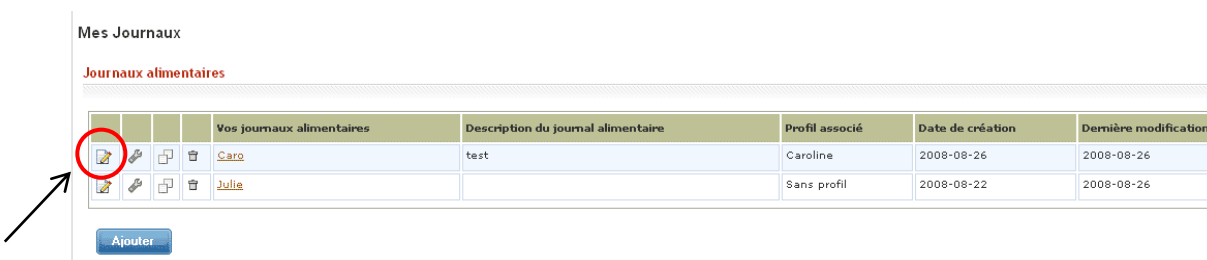 Mes Journaux
Journaux alimentaires
Vos journaux alimentaires Description du journal alimentaire Profil associé Date de création Dernière modification
Caro test Caroline 2008-08-26 2008-08-26
Julie Sans profil 2008-08-22 2008-08-26
Ajouter